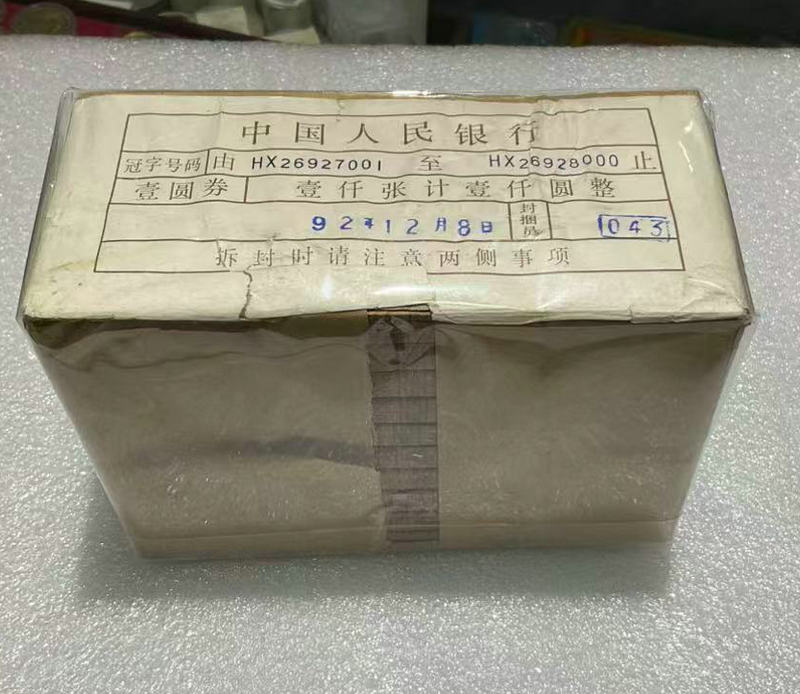 中国人民银行
冠字号码 由 HX26927001 至 HX26928000 止
壹圆券 壹仟张计壹仟圆整
92年12月8日 封捆员 043
拆封时请注意两侧事项